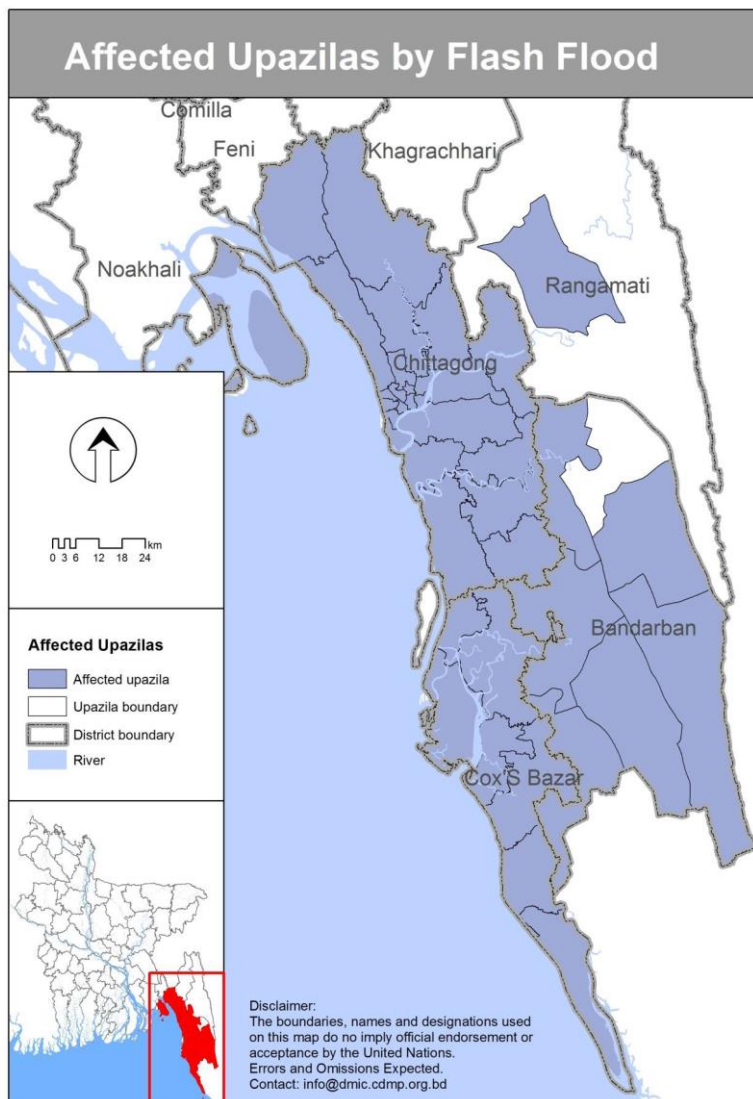 Affected Upazilas by Flash Flood
Comilla
Feni
Khagrachhari
Noakhali
Rangamati
Chittagong
Bandarban
Cox'S Bazar
km
0 3 6 12 18 24
Affected Upazilas
Affected upazila
Upazila boundary
District boundary
River
Disclaimer:
The boundaries, names and designations used
on this map do no imply official endorsement or
acceptance by the United Nations.
Errors and Omissions Expected.
Contact: info@dmic.cdmp.org.bd